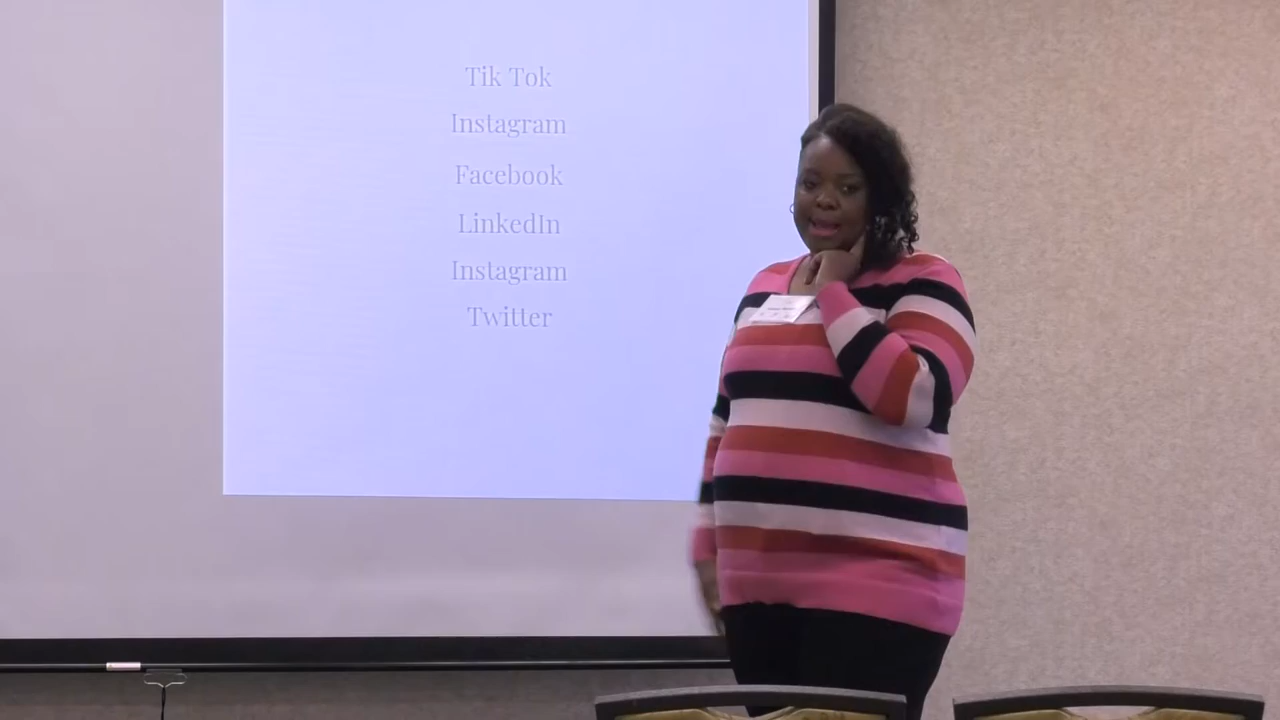 Tik Tok
Instagram
Facebook
LinkedIn
Instagram
Twitter